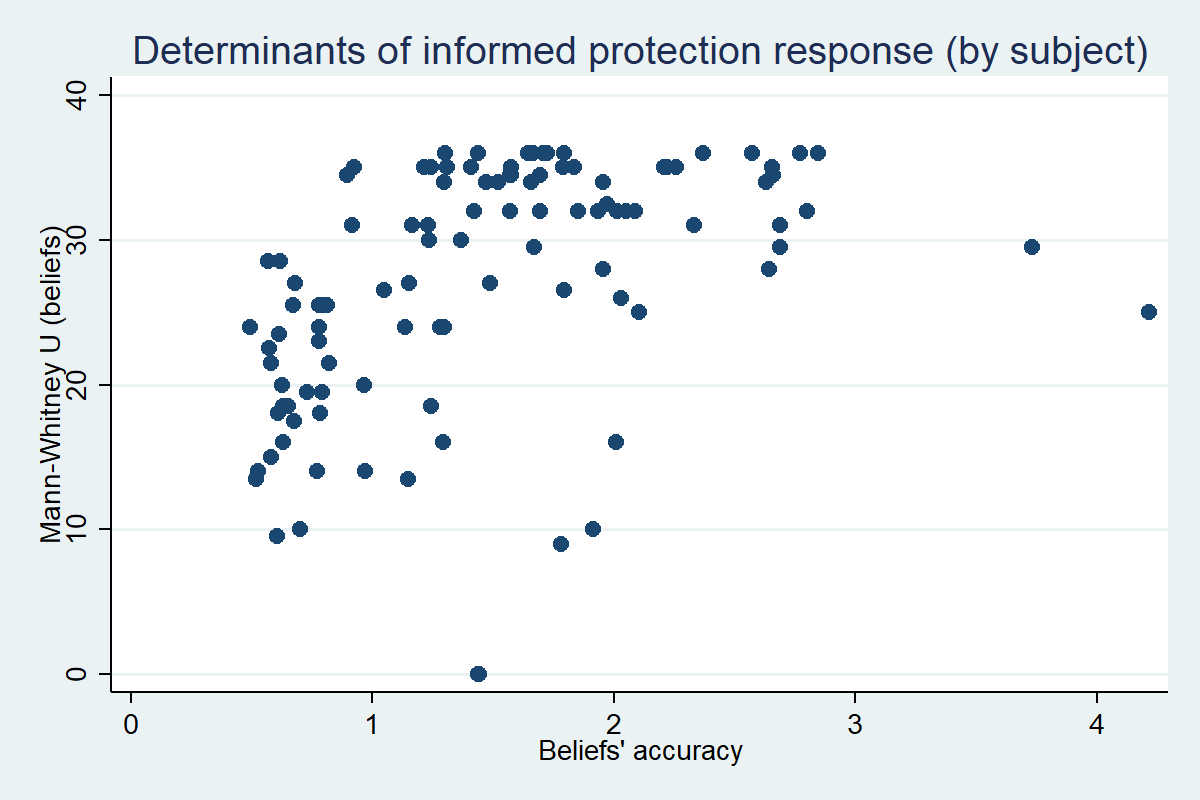 Determinants of informed protection response (by subject)
Mann-Whitney U (beliefs)
40
30
20
10
0
0 1 2 3 4
Beliefs' accuracy